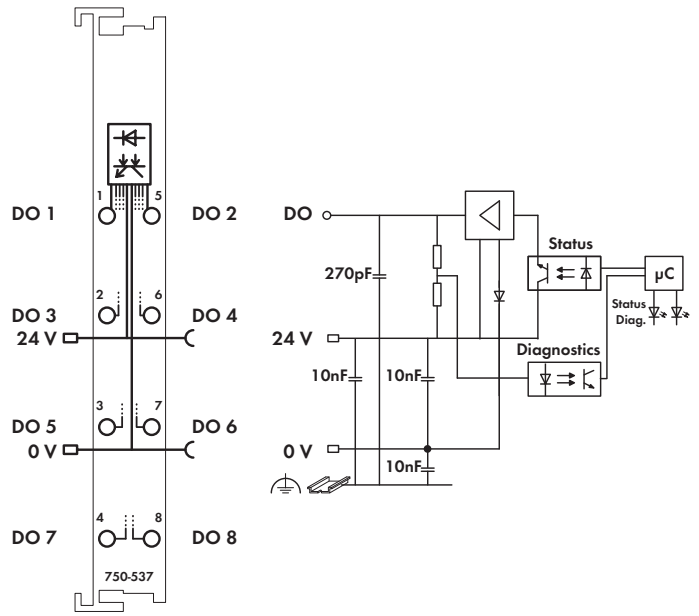 1 5
DO 1 DO 2
2 6
DO 3 DO 4
24 V
3 7
DO 5 DO 6
0 V
4 8
DO 7 DO 8
750-537
DO
Status
µC
270pF
Status
Diag.
24 V
Diagnostics
10nF 10nF
0 V
10nF